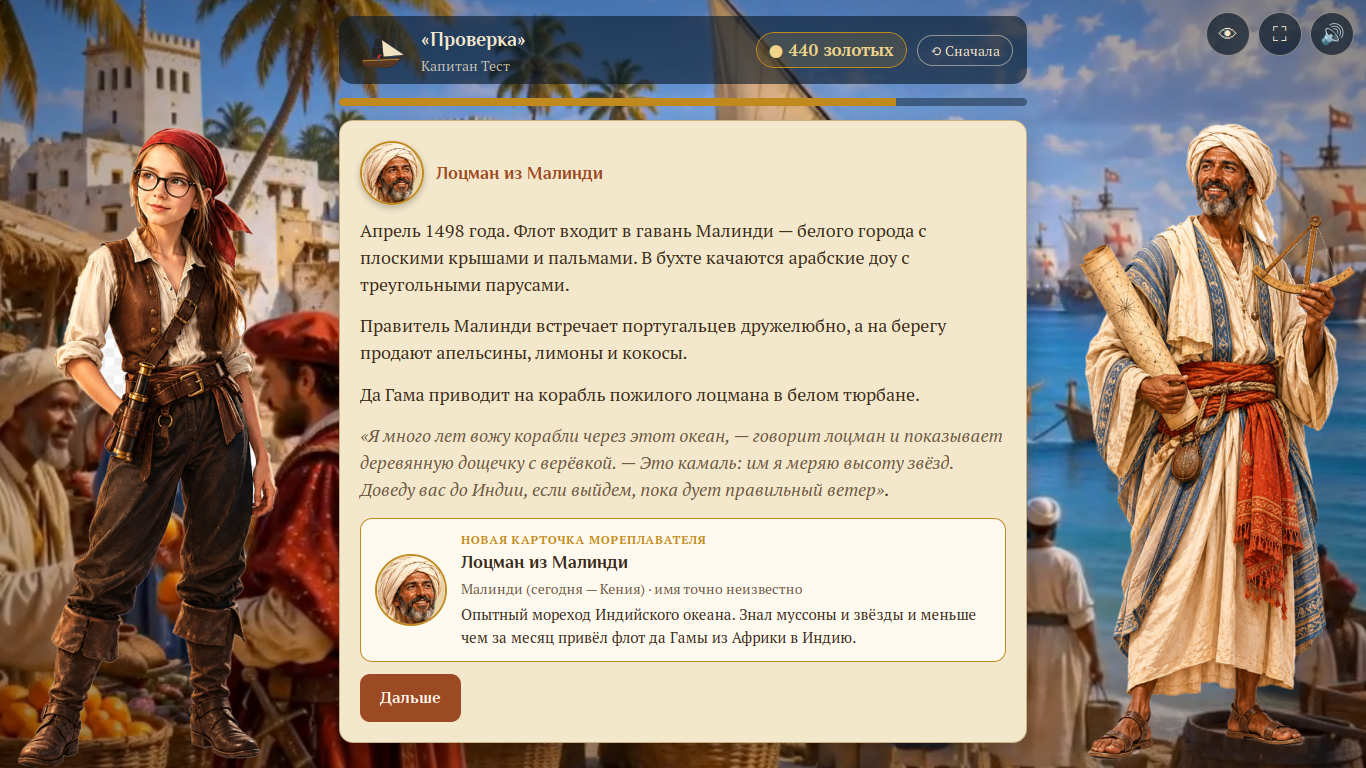 «Проверка»
Капитан Тест
440 золотых
⟲ Сначала
Лоцман из Малинди
Апрель 1498 года. Флот входит в гавань Малинди — белого города с
плоскими крышами и пальмами. В бухте качаются арабские доу с
треугольными парусами.
Правитель Малинди встречает португальцев дружелюбно, а на берегу
продают апельсины, лимоны и кокосы.
Да Гама приводит на корабль пожилого лоцмана в белом тюрбане.
«Я много лет вожу корабли через этот океан, — говорит лоцман и показывает
деревянную дощечку с верёвкой. — Это камаль: им я меряю высоту звёзд.
Доведу вас до Индии, если выйдем, пока дует правильный ветер».
НОВАЯ КАРТОЧКА МОРЕПЛАВАТЕЛЯ
Лоцман из Малинди
Малинди (сегодня — Кения) · имя точно неизвестно
Опытный мореход Индийского океана. Знал муссоны и звёзды и меньше
чем за месяц привёл флот да Гамы из Африки в Индию.
Дальше